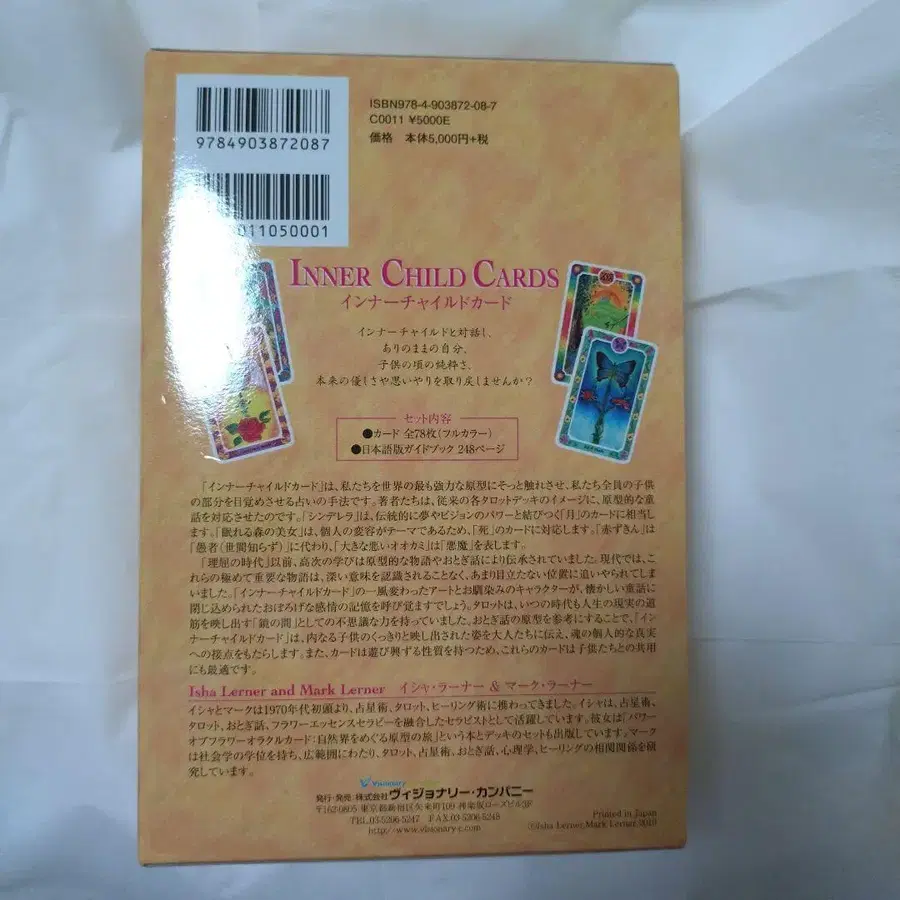 ISBN978-4-903872-08-7
C0011 ¥5000E
価格 本体5,000円+税
9784903872087
011050001
INNER CHILD CARDS
インナーチャイルドカード
インナーチャイルドと対話し、
ありのままの自分、
子供の頃の純粋さ、
本来の優しさや思いやりを取り戻しませんか?
セット内容
●カード 全78枚(フルカラー)
●日本語版ガイドブック 248ページ
「インナーチャイルドカード」は、私たちを世界の最も強力な原型にそっと触れさせ、私たち全員の子供
の部分を目覚めさせる占いの手法です。著者たちは、従来の各タロットデッキのイメージに、原型的な童
話を対応させたのです。「シンデレラ」は、伝統的に夢やビジョンのパワーと結びつく「月」のカードに相当し
ます。「眠れる森の美女」は、個人の変容がテーマであるため、「死」のカードに対応します。「赤ずきん」は
「愚者(世間知らず)」に代わり、「大きな悪いオオカミ」は「悪魔」を表します。
「理屈の時代」以前、高次の学びは原型的な物語やおとぎ話により伝承されていました。現代では、こ
れらの極めて重要な物語は、深い意味を認識されることなく、あまり目立たない位置に追いやられてし
まいました。「インナーチャイルドカード」の一風変わったアートとお馴染みのキャラクターが、懐かしい童話に
閉じ込められたおぼろげな感情の記憶を呼び覚ますでしょう。タロットは、いつの時代も人生の現実の道
筋を映し出す「鏡の間」としての不思議な力を持っていました。おとぎ話の原型を参考にすることで、「イン
ナーチャイルドカード」は、内なる子供のくっきりと映し出された姿を大人たちに伝え、魂の個人的な真実
への接点をもたらします。また、カードは遊び興ずる性質を持つため、これらのカードは子供たちとの共用
にも最適です。
Isha Lerner and Mark Lerner イシャ・ラーナー & マーク・ラーナー
イシャとマークは1970年代初頭より、占星術、タロット、ヒーリング術に携わってきました。イシャは、占星術、
タロット、おとぎ話、フラワーエッセンスセラピーを融合したセラピストとして活躍しています。彼女は「パワー
オブフラワーオラクルカード:自然界をめぐる原型の旅」という本とデッキのセットも出版しています。マーク
は社会学の学位を持ち、広範囲にわたり、タロット、占星術、おとぎ話、心理学、ヒーリングの相関関係を研
究しています。
Visionary
発行・発売:株式会社ヴィジョナリー・カンパニー
〒162-0805 東京都新宿区矢来町109 神楽坂ローズビル3F
TEL.03-5206-5247 FAX.03-5206-5248
http://www.visionary-c.com
Printed in Japan
©Isha Lerner, Mark Lerner, 2010